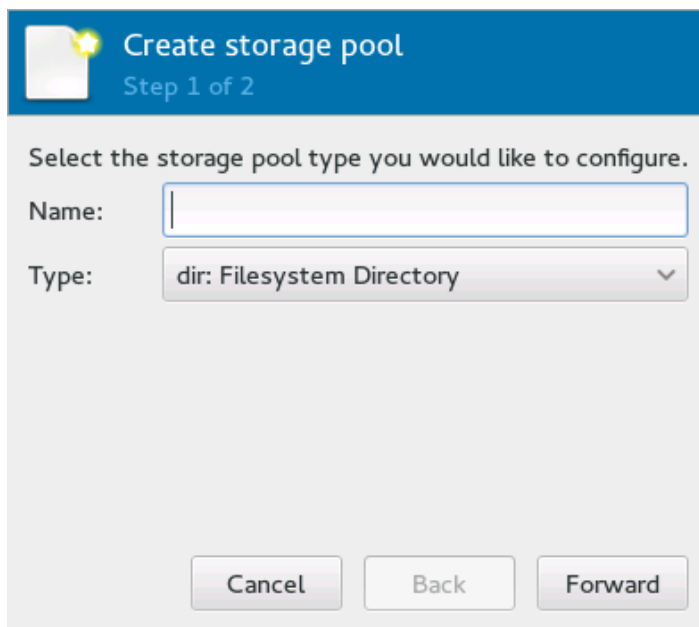 Create storage pool
Step 1 of 2
Select the storage pool type you would like to configure.
Name:
Type: dir: Filesystem Directory
Cancel Back Forward